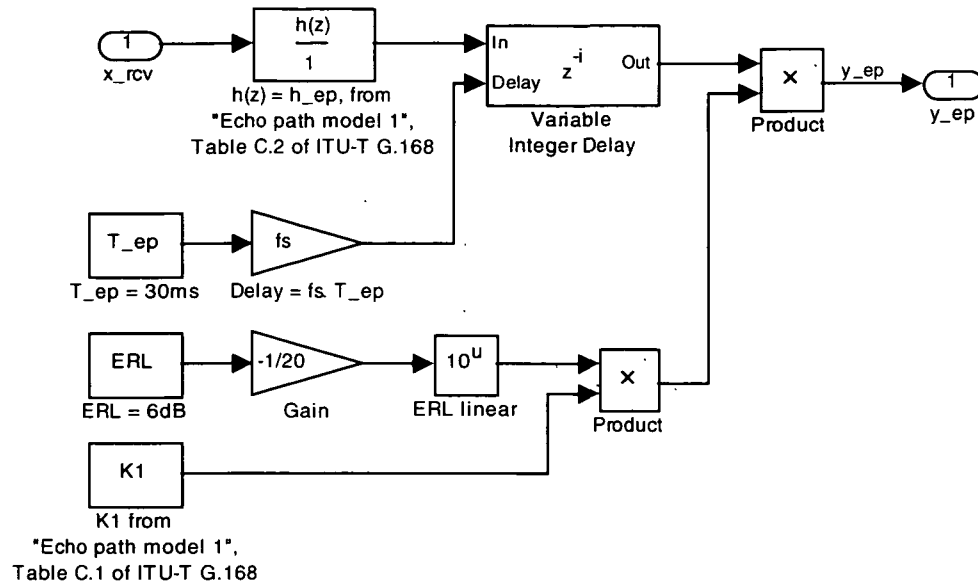 1
x_rcv
h(z)
1
h(z) = h_ep, from
"Echo path model 1",
Table C.2 of ITU-T G.168
In
Delay
z^-i
Out
Variable
Integer Delay
×
Product
y_ep
1
y_ep
T_ep
T_ep = 30ms
fs
Delay = fs. T_ep
ERL
ERL = 6dB
-1/20
Gain
10^u
ERL linear
×
Product
K1
K1 from
"Echo path model 1",
Table C.1 of ITU-T G.168